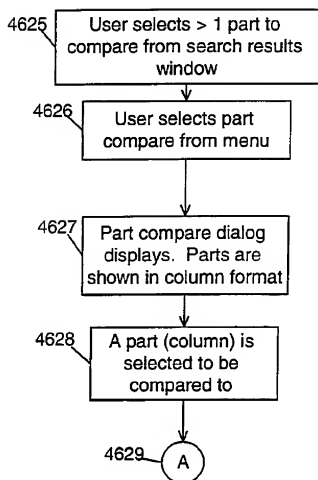 4625
User selects > 1 part to
compare from search results
window
4626
User selects part
compare from menu
4627
Part compare dialog
displays. Parts are
shown in column format
4628
A part (column) is
selected to be
compared to
4629
A